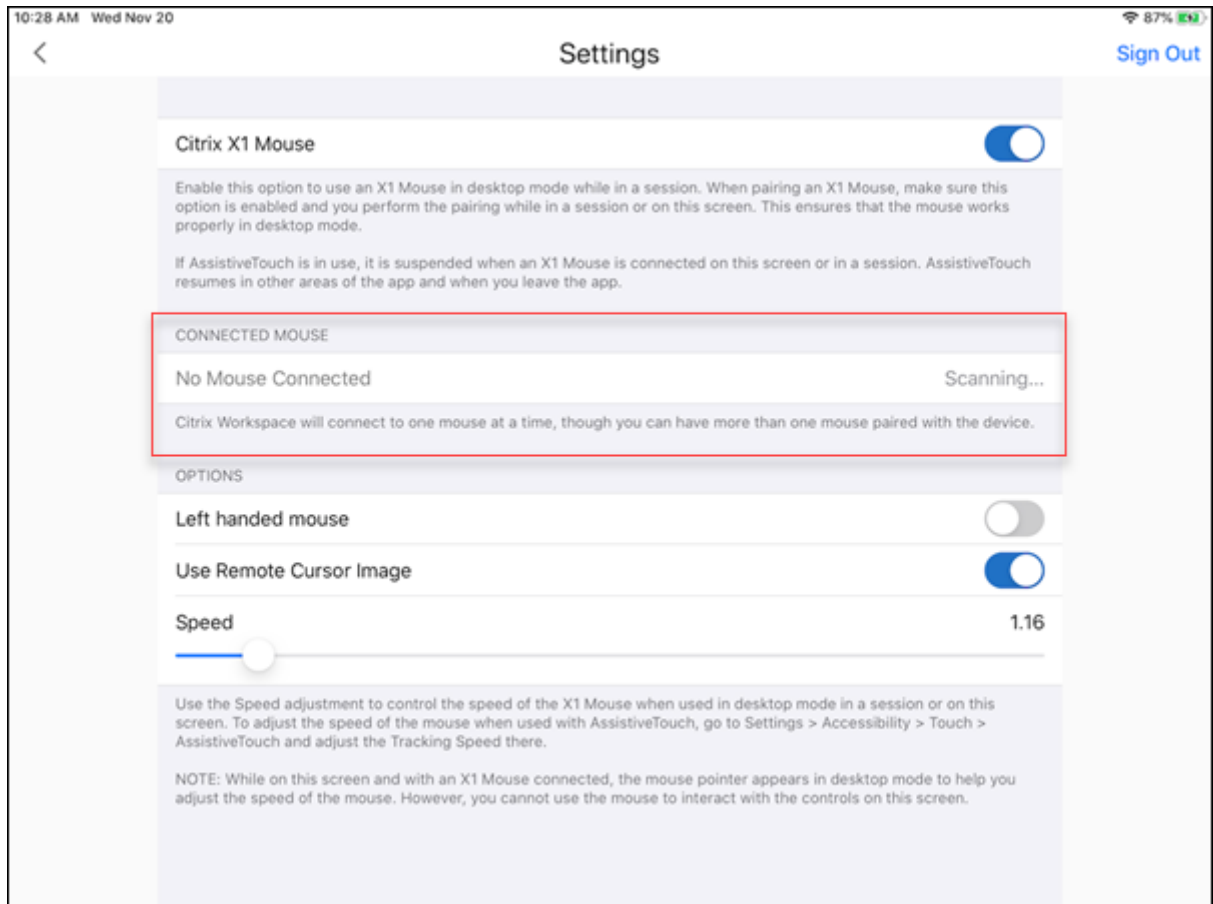 10:28 AM Wed Nov 20
87%
Settings
Sign Out
Citrix X1 Mouse
Enable this option to use an X1 Mouse in desktop mode while in a session. When pairing an X1 Mouse, make sure this
option is enabled and you perform the pairing while in a session or on this screen. This ensures that the mouse works
properly in desktop mode.
If AssistiveTouch is in use, it is suspended when an X1 Mouse is connected on this screen or in a session. AssistiveTouch
resumes in other areas of the app and when you leave the app.
CONNECTED MOUSE
No Mouse Connected Scanning...
Citrix Workspace will connect to one mouse at a time, though you can have more than one mouse paired with the device.
OPTIONS
Left handed mouse
Use Remote Cursor Image
Speed 1.16
Use the Speed adjustment to control the speed of the X1 Mouse when used in desktop mode in a session or on this
screen. To adjust the speed of the mouse when used with AssistiveTouch, go to Settings > Accessibility > Touch >
AssistiveTouch and adjust the Tracking Speed there.
NOTE: While on this screen and with an X1 Mouse connected, the mouse pointer appears in desktop mode to help you
adjust the speed of the mouse. However, you cannot use the mouse to interact with the controls on this screen.